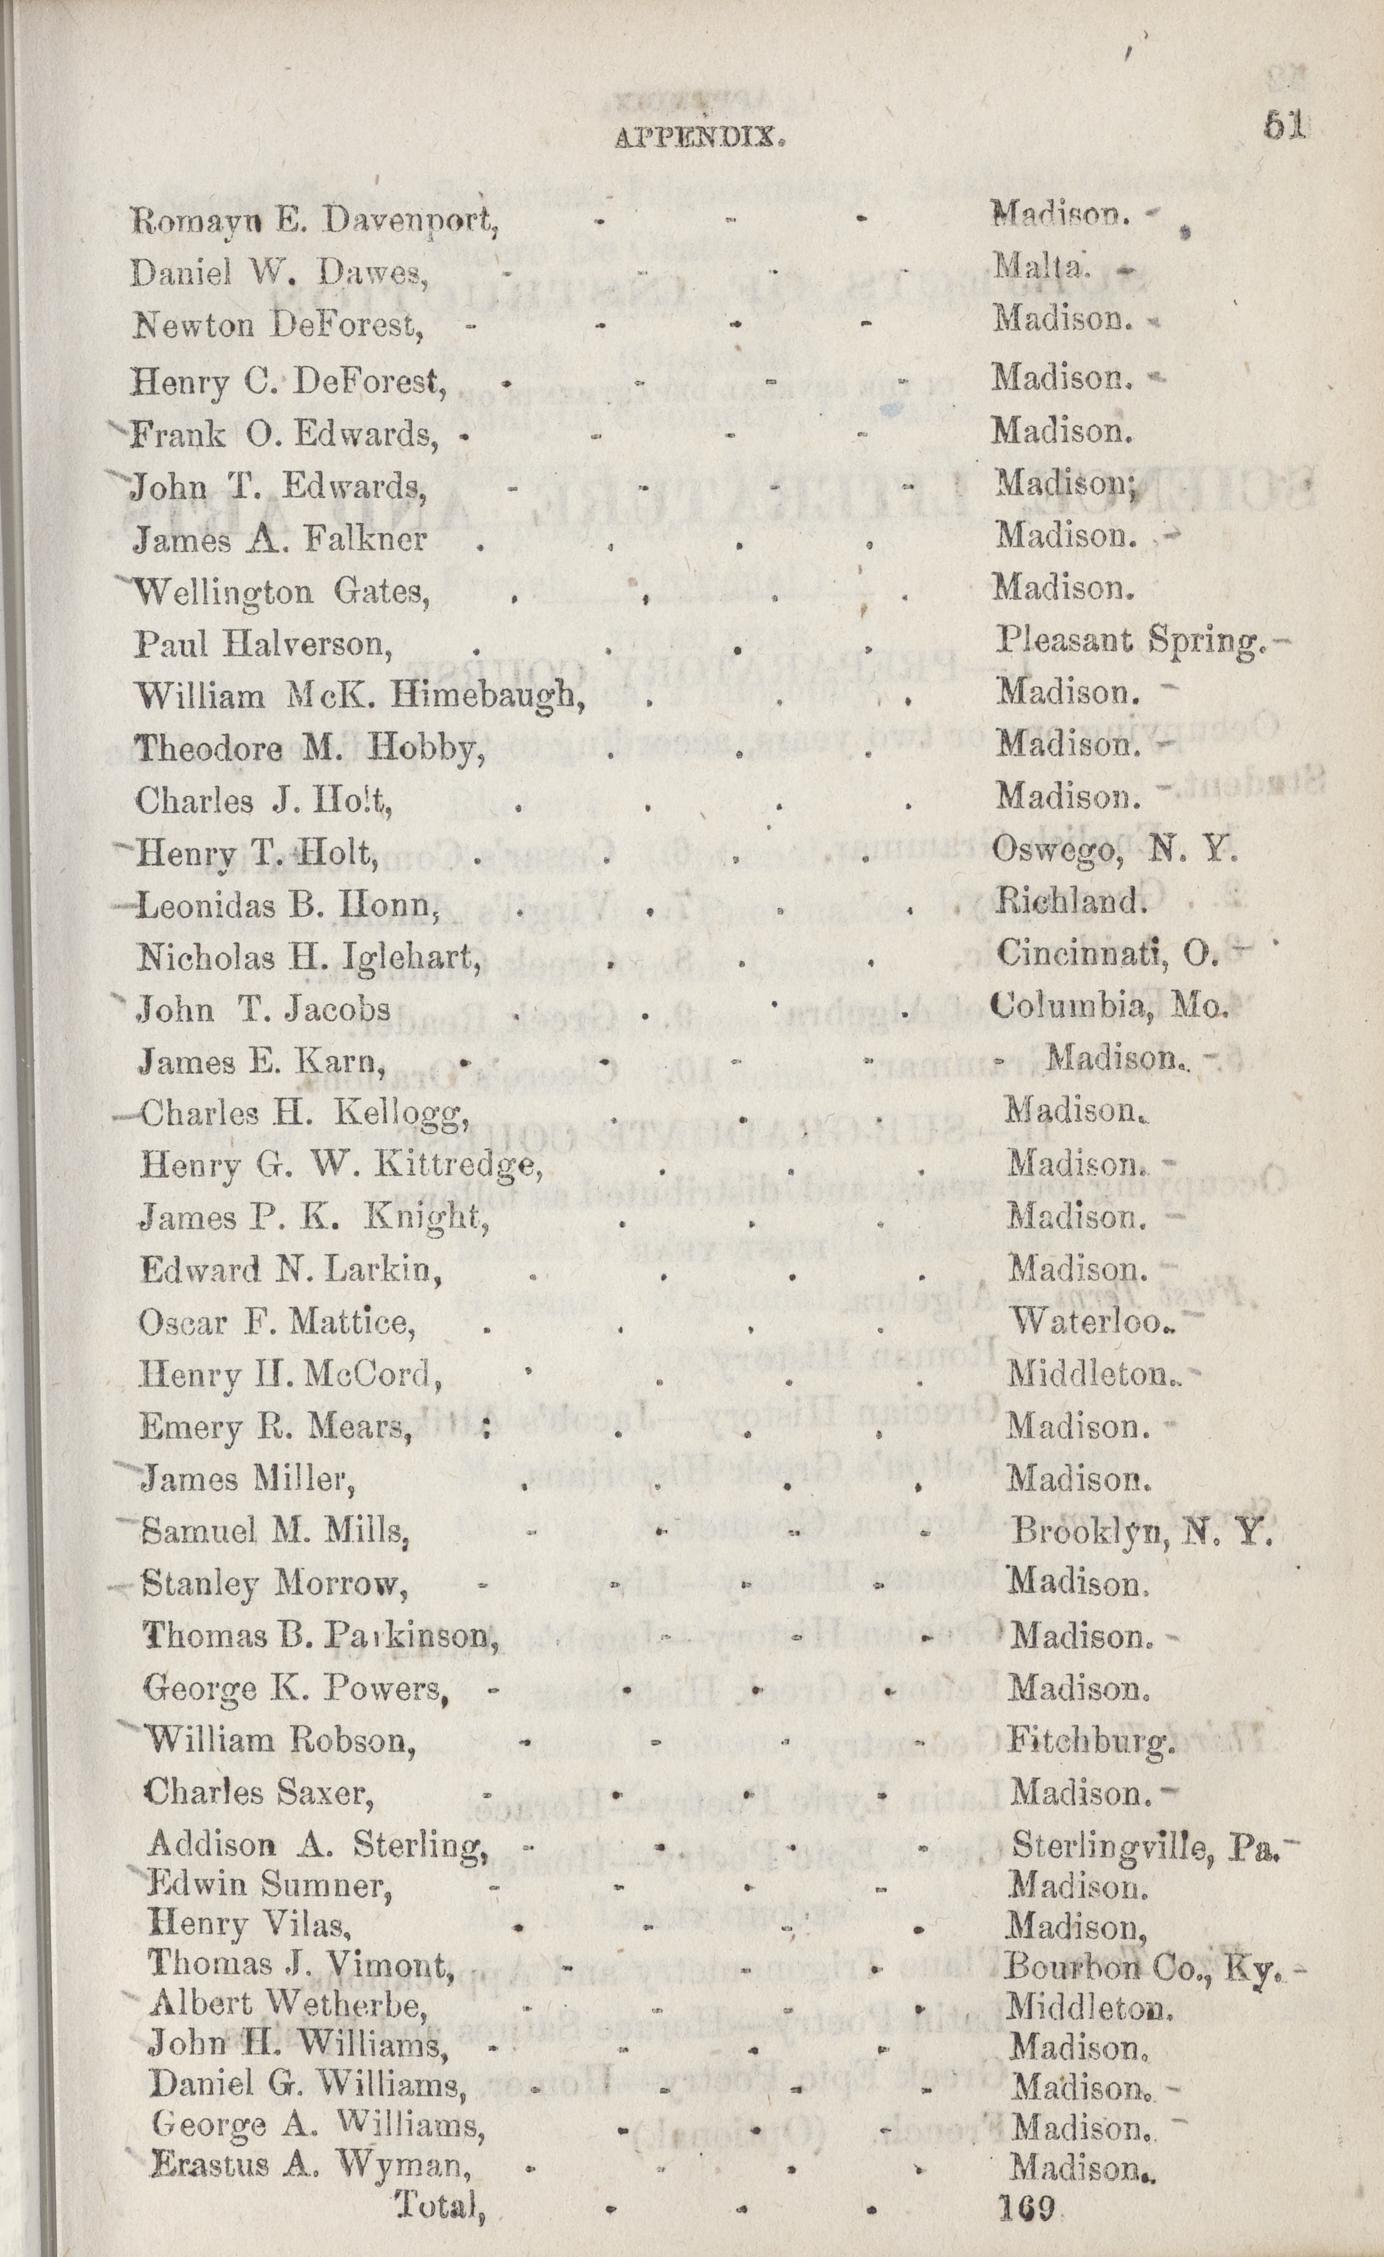 APPENDIX. 51
Romayn E. Davenport, - - - Madison.
Daniel W. Dawes, - - - - Malta.
Newton DeForest, - - - - Madison.
Henry C. DeForest, - - - - Madison.
Frank O. Edwards, - - - - Madison.
John T. Edwards, - - - - Madison;
James A. Falkner . . . . Madison.
Wellington Gates, . . . . Madison.
Paul Halverson, . . . . Pleasant Spring.
William McK. Himebaugh, . . . Madison.
Theodore M. Hobby, . . . Madison.
Charles J. Holt, . . . . Madison.
Henry T. Holt, . . . . Oswego, N. Y.
Leonidas B. Honn, . . . . Richland.
Nicholas H. Iglehart, . . . Cincinnati, O.
John T. Jacobs . . . . Columbia, Mo.
James E. Karn, - - - - - Madison.
Charles H. Kellogg, . . . Madison.
Henry G. W. Kittredge, . . . Madison.
James P. K. Knight, . . . Madison.
Edward N. Larkin, . . . . Madison.
Oscar F. Mattice, . . . . Waterloo.
Henry H. McCord, . . . . Middleton.
Emery R. Mears, : . . . Madison.
James Miller, . . . . Madison.
Samuel M. Mills, - - - - Brooklyn, N. Y.
Stanley Morrow, - - - - Madison.
Thomas B. Parkinson, - - - Madison.
George K. Powers, - - - - Madison.
William Robson, - - - - Fitchburg.
Charles Saxer, - - - - Madison.
Addison A. Sterling, - - - - Sterlingville, Pa.
Edwin Sumner, - - - - Madison.
Henry Vilas, - - - - Madison,
Thomas J. Vimont, - - - Bourbon Co., Ky.
Albert Wetherbe, - - - - Middleton.
John H. Williams, - - - - Madison.
Daniel G. Williams, - - - - Madison.
George A. Williams, - - - Madison.
Erastus A. Wyman, - - - - Madison.
Total, - - - 169